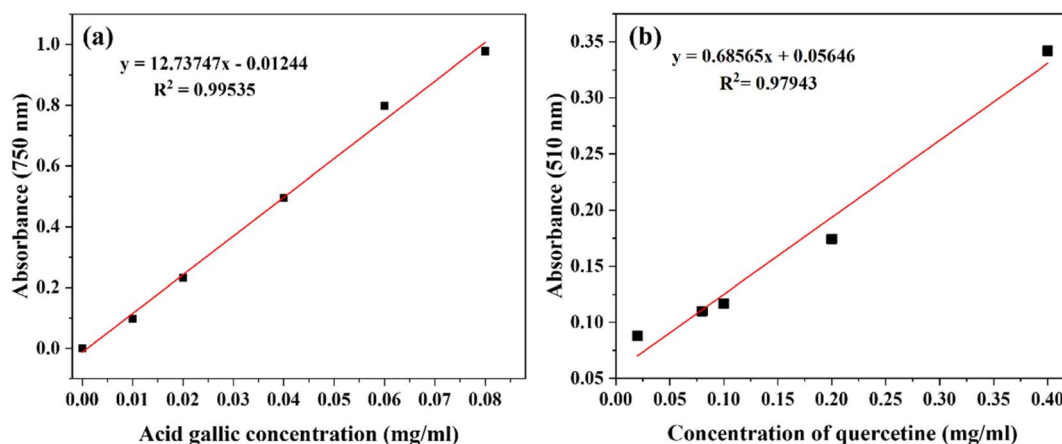 (a)
y = 12.73747x - 0.01244
R² = 0.99535
Absorbance (750 nm)
1.0
0.8
0.6
0.4
0.2
0.0
0.00 0.01 0.02 0.03 0.04 0.05 0.06 0.07 0.08
Acid gallic concentration (mg/ml)
(b)
y = 0.68565x + 0.05646
R²= 0.97943
Absorbance (510 nm)
0.35
0.30
0.25
0.20
0.15
0.10
0.05
0.00 0.05 0.10 0.15 0.20 0.25 0.30 0.35 0.40
Concentration of quercetine (mg/ml)